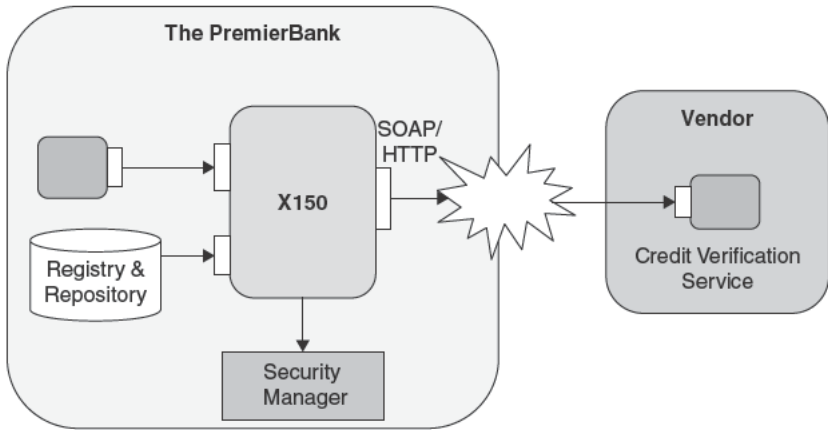 The PremierBank
SOAP/
HTTP
X150
Registry &
Repository
Security
Manager
Vendor
Credit Verification
Service